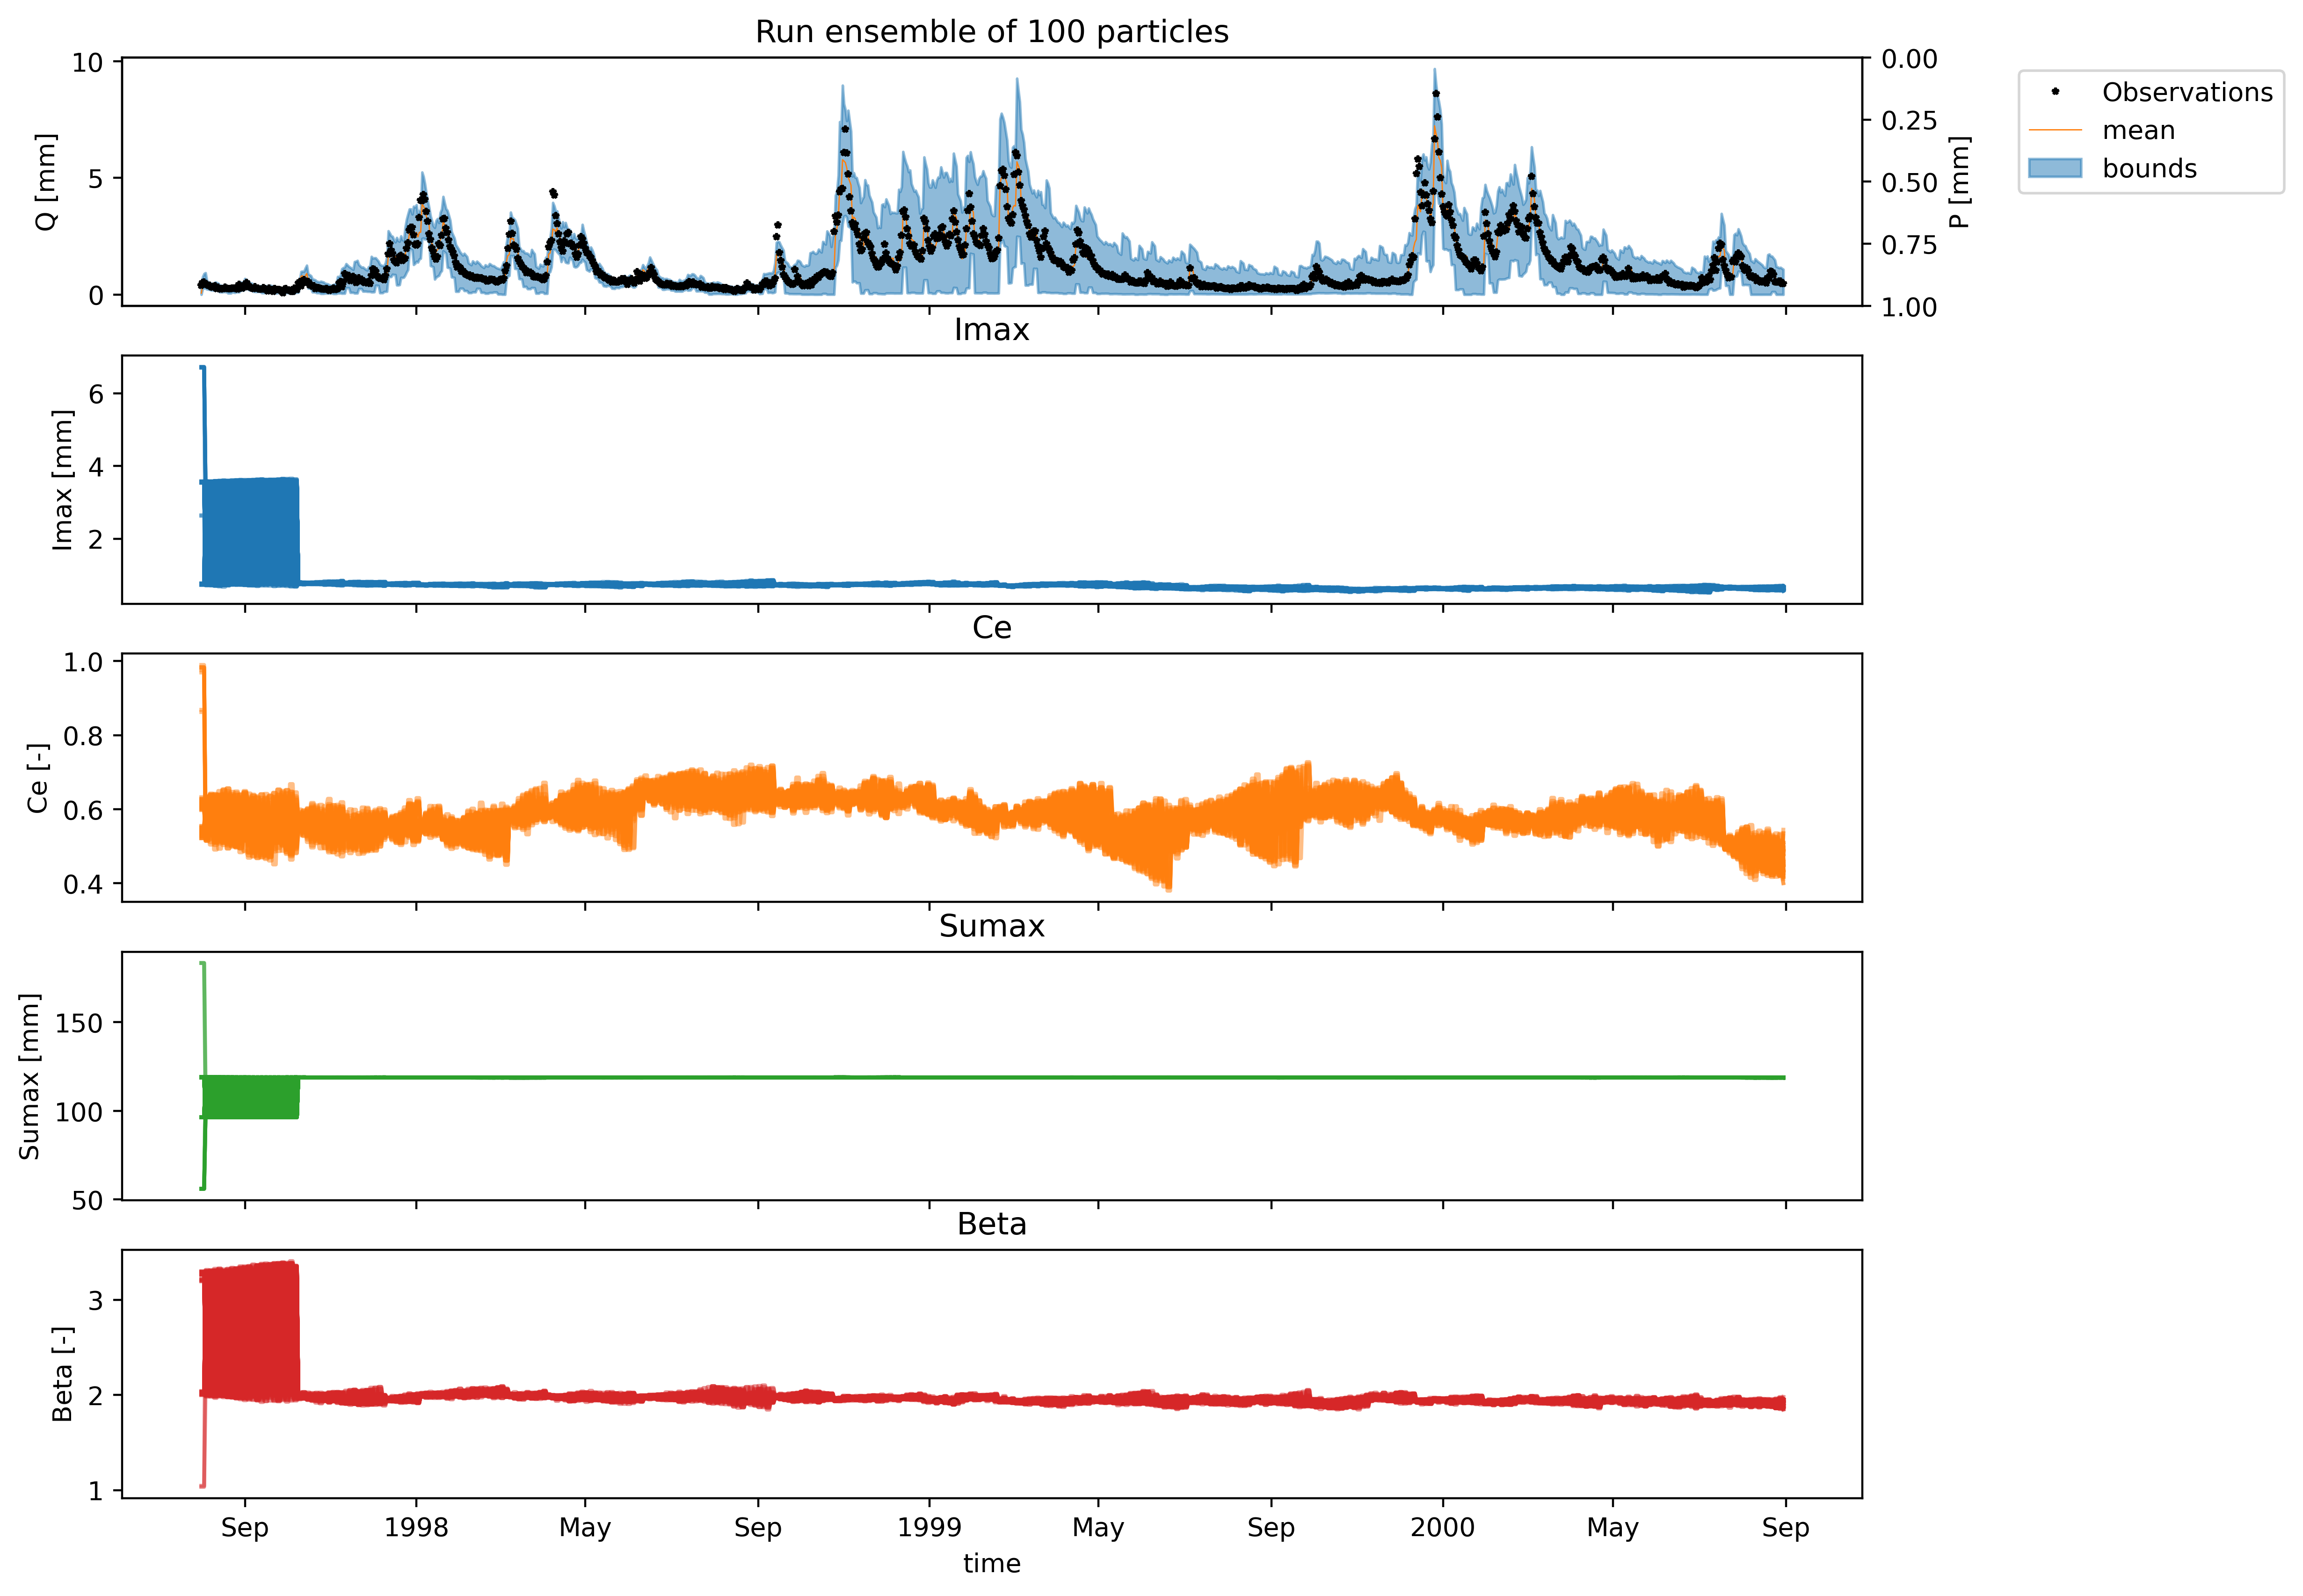 Run ensemble of 100 particles
10
5
0
Q [mm]
0.00
0.25
0.50
0.75
1.00
P [mm]
Observations
mean
bounds
Imax
6
4
2
Imax [mm]
Ce
1.0
0.8
0.6
0.4
Ce [-]
Sumax
150
100
50
Sumax [mm]
Beta
3
2
1
Beta [-]
Sep 1998 May Sep 1999 May Sep 2000 May Sep
time